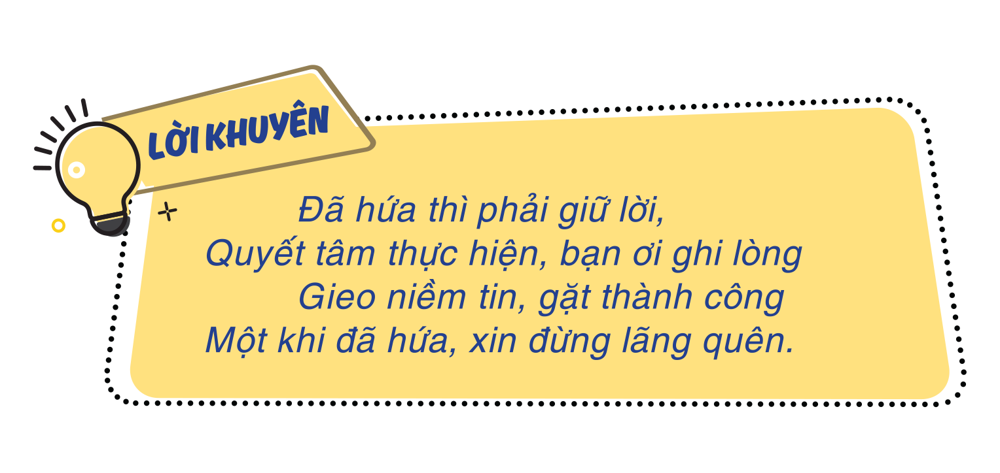 LỜI KHUYÊN
Đã hứa thì phải giữ lời,
Quyết tâm thực hiện, bạn ơi ghi lòng
Gieo niềm tin, gặt thành công
Một khi đã hứa, xin đừng lãng quên.